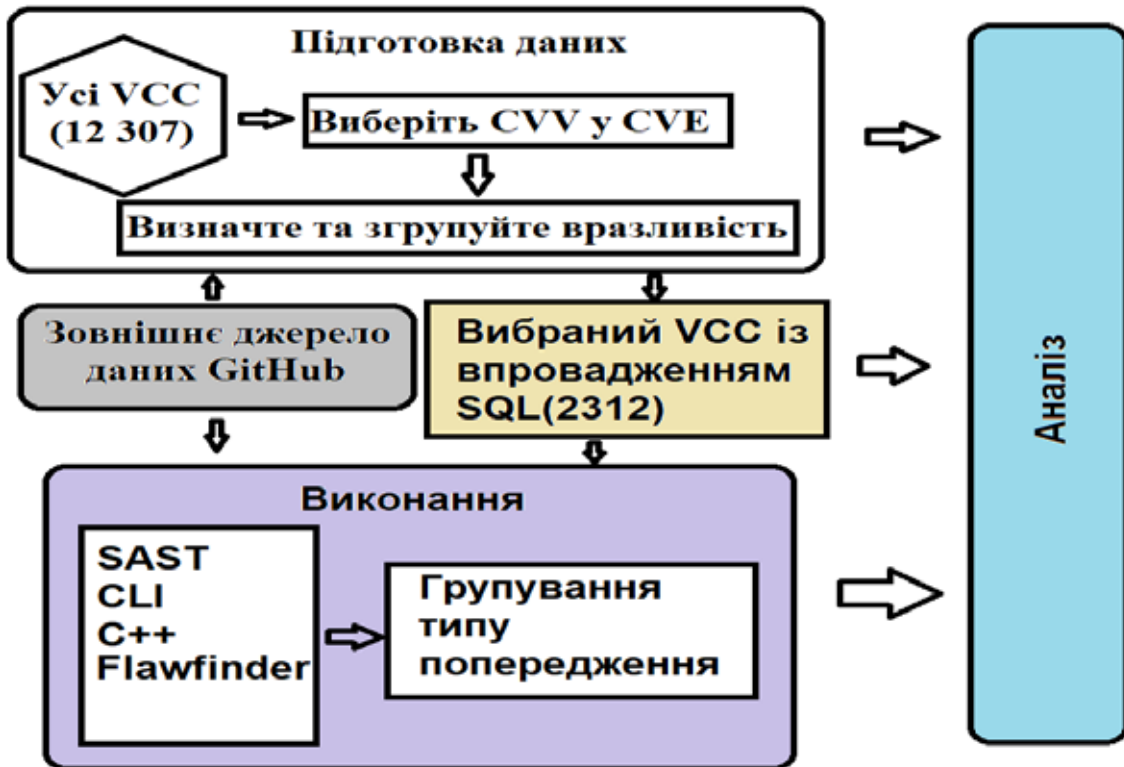 Підготовка даних
Усі VCC
(12 307)
Виберіть CVV у CVE
Визначте та згрупуйте вразливість
Зовнішнє джерело
даних GitHub
Вибраний VCC із
впровадженням
SQL(2312)
Виконання
SAST
CLI
C++
Flawfinder
Групування
типу
попередження
Аналіз